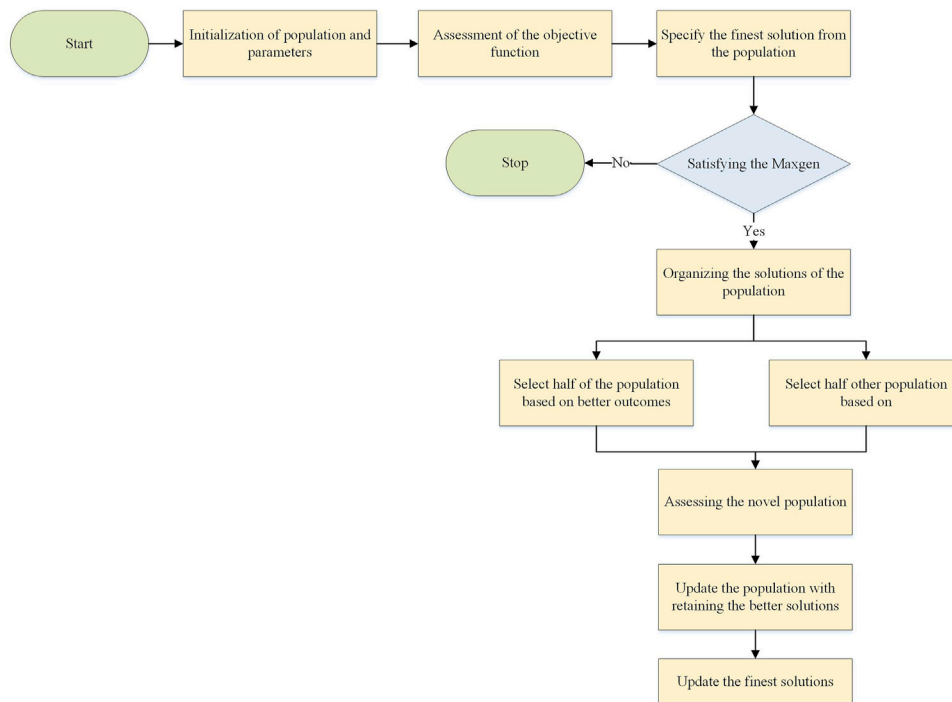 Start
Initialization of population and
parameters
Assessment of the objective
function
Specify the finest solution from
the population
Satisfying the Maxgen
No
Stop
Yes
Organizing the solutions of the
population
Select half of the population
based on better outcomes
Select half other population
based on
Assessing the novel population
Update the population with
retaining the better solutions
Update the finest solutions